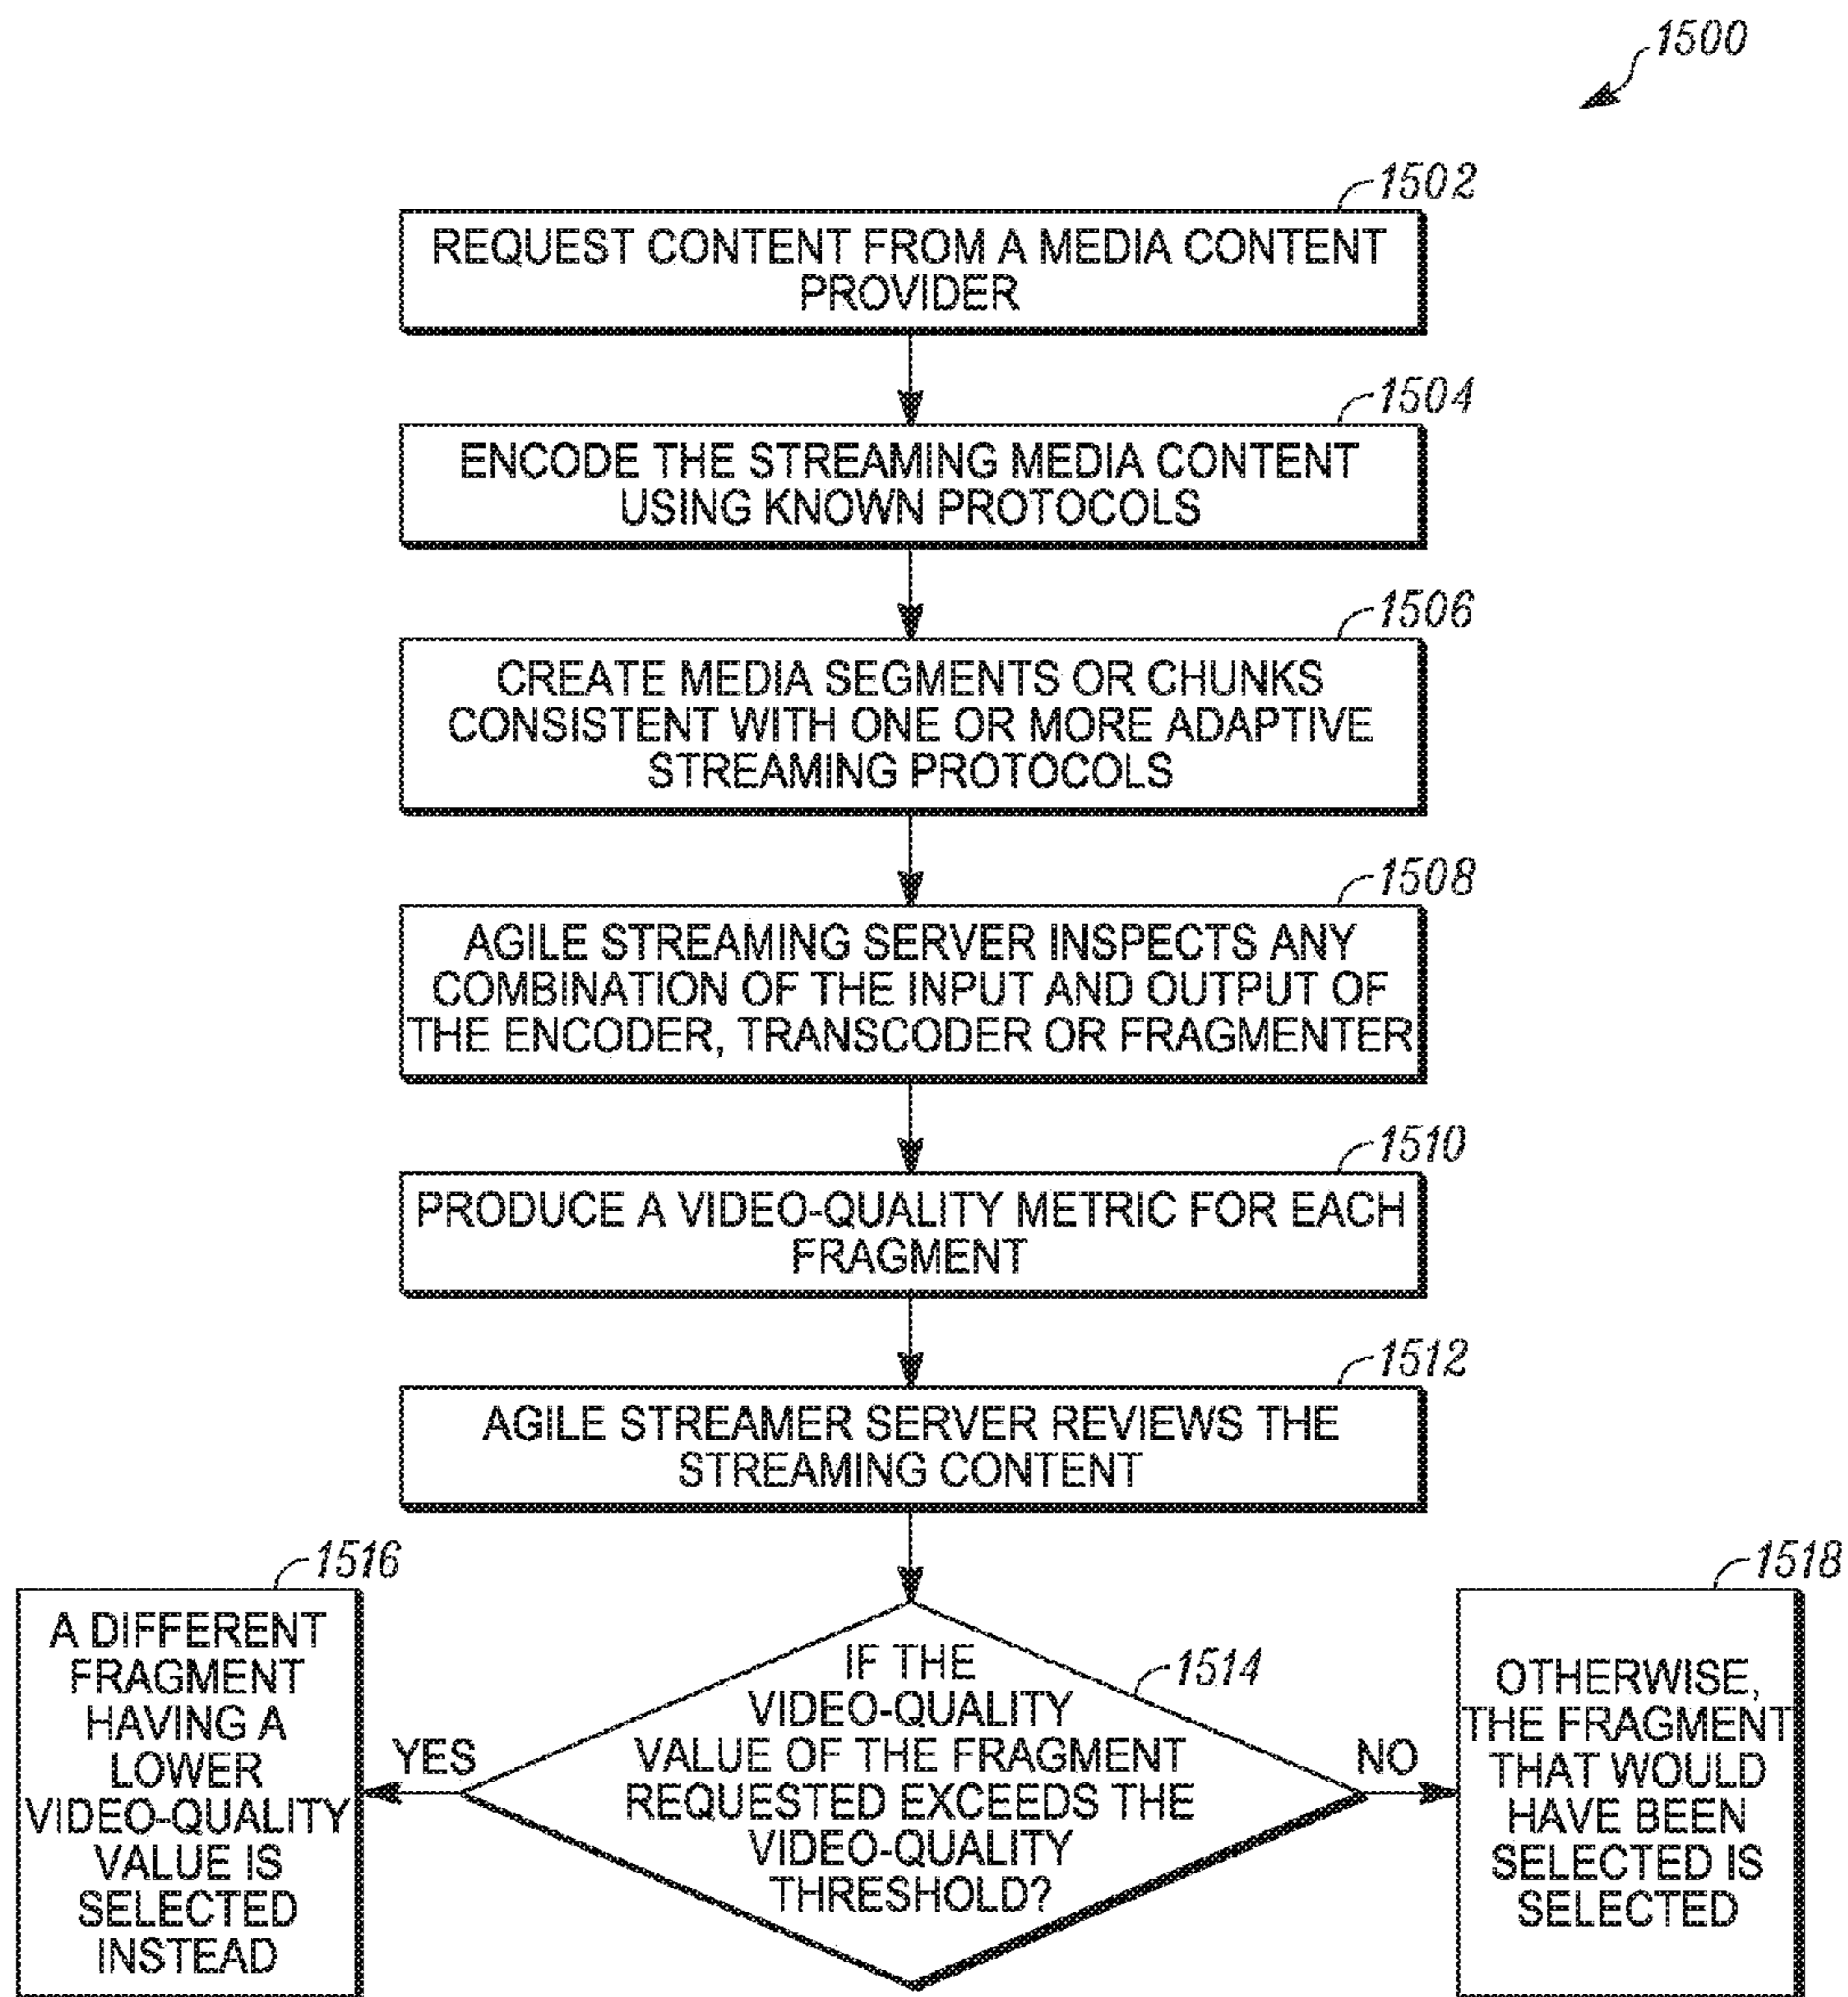 1500
1502
REQUEST CONTENT FROM A MEDIA CONTENT
PROVIDER
1504
ENCODE THE STREAMING MEDIA CONTENT
USING KNOWN PROTOCOLS
1506
CREATE MEDIA SEGMENTS OR CHUNKS
CONSISTENT WITH ONE OR MORE ADAPTIVE
STREAMING PROTOCOLS
1508
AGILE STREAMING SERVER INSPECTS ANY
COMBINATION OF THE INPUT AND OUTPUT OF
THE ENCODER, TRANSCODER OR FRAGMENTER
1510
PRODUCE A VIDEO-QUALITY METRIC FOR EACH
FRAGMENT
1512
AGILE STREAMER SERVER REVIEWS THE
STREAMING CONTENT
1516
A DIFFERENT
FRAGMENT
HAVING A
LOWER
VIDEO-QUALITY
VALUE IS
SELECTED
INSTEAD
YES
1514
IF THE
VIDEO-QUALITY
VALUE OF THE FRAGMENT
REQUESTED EXCEEDS THE
VIDEO-QUALITY
THRESHOLD?
NO
1518
OTHERWISE,
THE FRAGMENT
THAT WOULD
HAVE BEEN
SELECTED IS
SELECTED